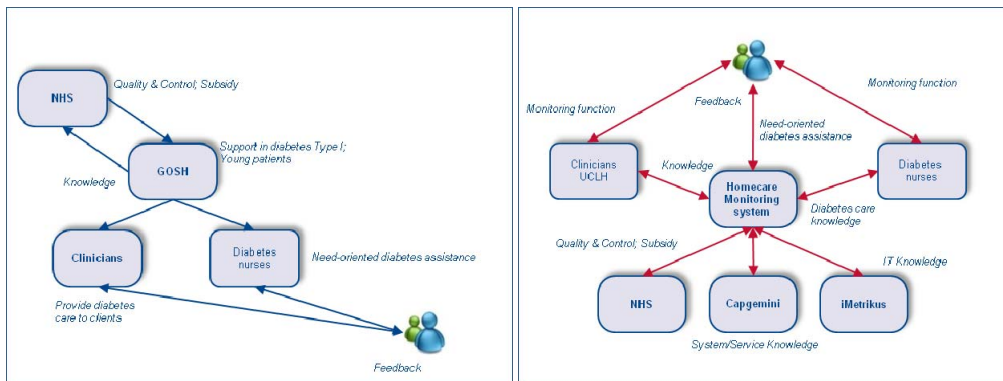 Quality & Control; Subsidy
NHS
Support in diabetes Type I;
Young patients
GOSH
Knowledge
Clinicians
Diabetes
nurses
Need-oriented diabetes assistance
Provide diabetes
care to clients
Feedback
Monitoring function
Feedback
Monitoring function
Need-oriented
diabetes assistance
Clinicians
UCLH
Knowledge
Diabetes
nurses
Homecare
Monitoring
system
Diabetes care
knowledge
Quality & Control; Subsidy
IT Knowledge
NHS
Capgemini
iMetrikus
System/Service Knowledge